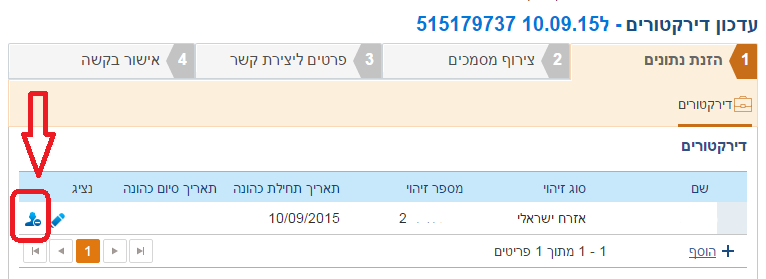 עדכון דירקטורים - ל10.09.15 515179737
1 הזנת נתונים 2 צירוף מסמכים 3 פרטים ליצירת קשר 4 אישור בקשה
דירקטורים
דירקטורים
שם סוג זיהוי מספר זיהוי תאריך תחילת כהונה תאריך סיום כהונה נציג
אזרח ישראלי 2 10/09/2015
הוסף 1 - 1 מתוך 1 פריטים 1